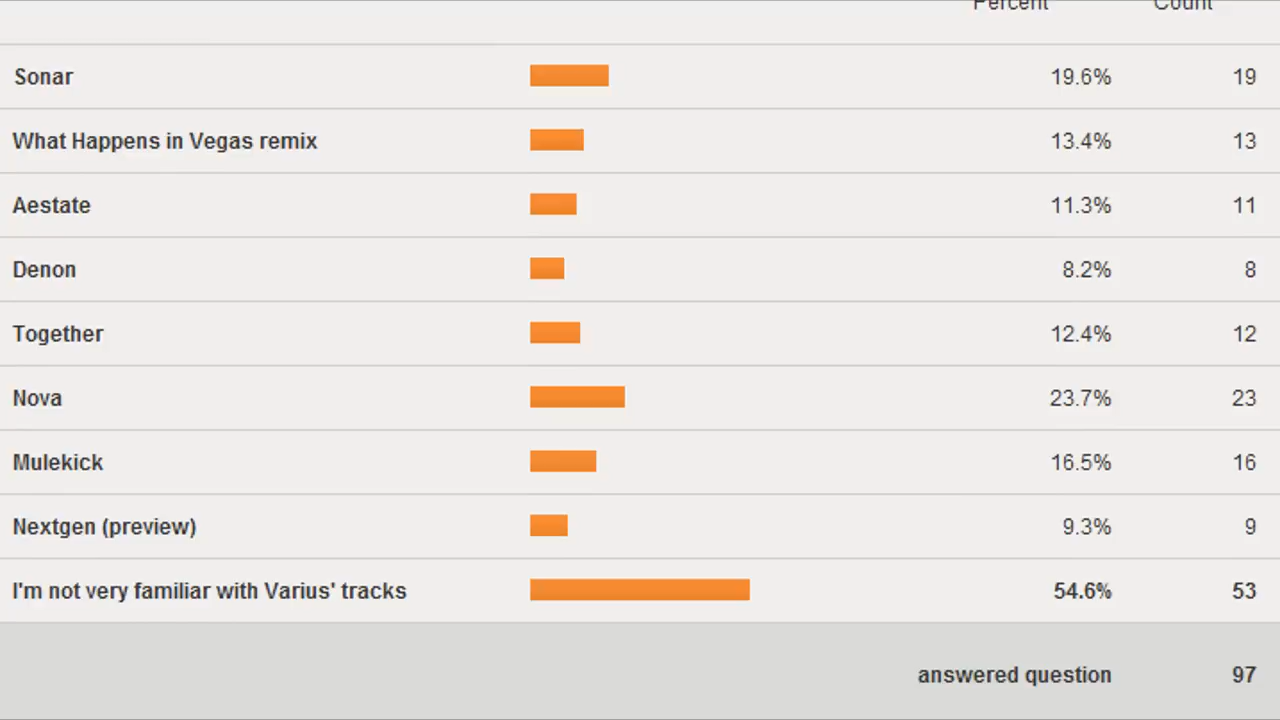 Percent Count
Sonar 19.6% 19
What Happens in Vegas remix 13.4% 13
Aestate 11.3% 11
Denon 8.2% 8
Together 12.4% 12
Nova 23.7% 23
Mulekick 16.5% 16
Nextgen (preview) 9.3% 9
I'm not very familiar with Varius' tracks 54.6% 53
answered question 97